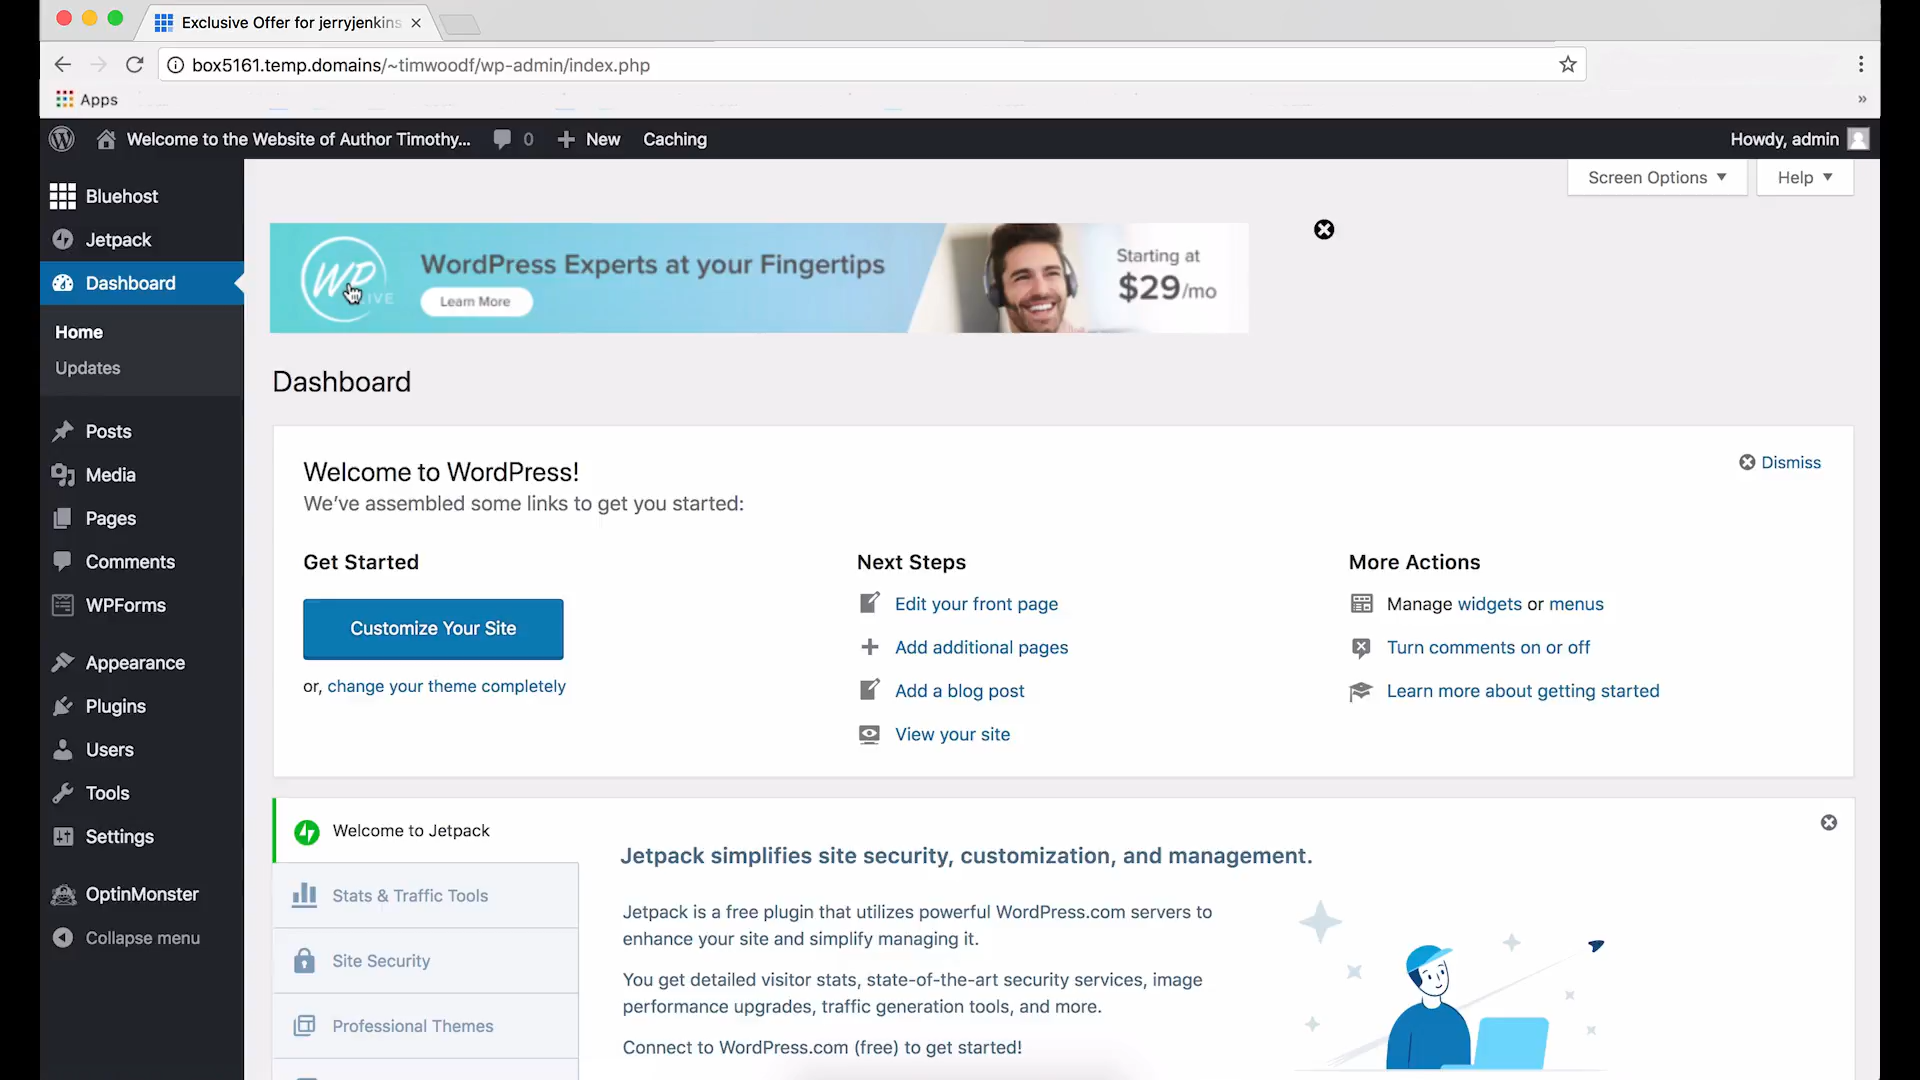 Exclusive Offer for jerryjenkins
box5161.temp.domains/~timwoodf/wp-admin/index.php
Apps
»
Welcome to the Website of Author Timothy...
0
New
Caching
Howdy, admin
Bluehost
Jetpack
Dashboard
Home
Updates
Posts
Media
Pages
Comments
WPForms
Appearance
Plugins
Users
Tools
Settings
OptinMonster
Collapse menu
Screen Options
Help
WP
LIVE
WordPress Experts at your Fingertips
Learn More
Starting at
$29/mo
Dashboard
Welcome to WordPress!
Dismiss
We've assembled some links to get you started:
Get Started
Customize Your Site
or, change your theme completely
Next Steps
Edit your front page
Add additional pages
Add a blog post
View your site
More Actions
Manage widgets or menus
Turn comments on or off
Learn more about getting started
Welcome to Jetpack
Stats & Traffic Tools
Site Security
Professional Themes
Jetpack simplifies site security, customization, and management.
Jetpack is a free plugin that utilizes powerful WordPress.com servers to
enhance your site and simplify managing it.
You get detailed visitor stats, state-of-the-art security services, image
performance upgrades, traffic generation tools, and more.
Connect to WordPress.com (free) to get started!